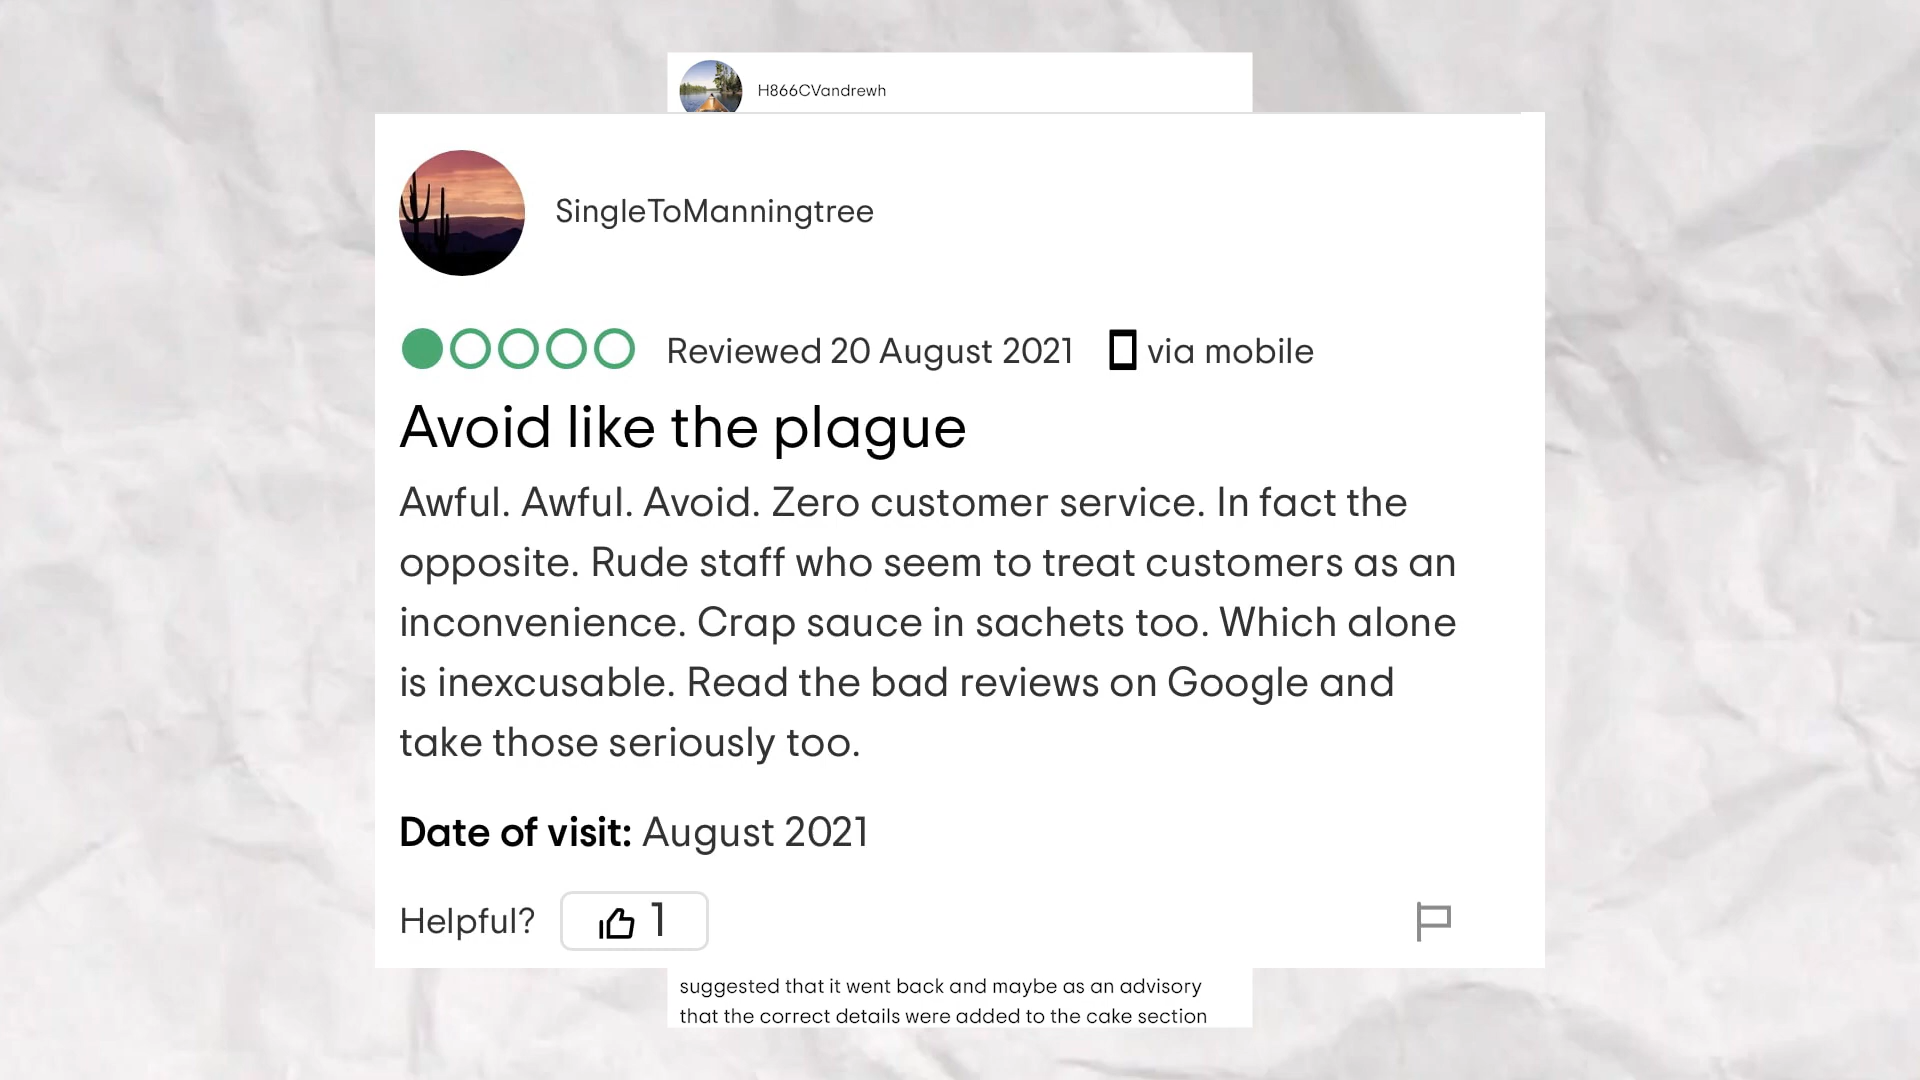 H866CVandrewh
SingleToManningtree
Reviewed 20 August 2021 via mobile
Avoid like the plague
Awful. Awful. Avoid. Zero customer service. In fact the
opposite. Rude staff who seem to treat customers as an
inconvenience. Crap sauce in sachets too. Which alone
is inexcusable. Read the bad reviews on Google and
take those seriously too.
Date of visit: August 2021
Helpful? 1
suggested that it went back and maybe as an advisory
that the correct details were added to the cake section